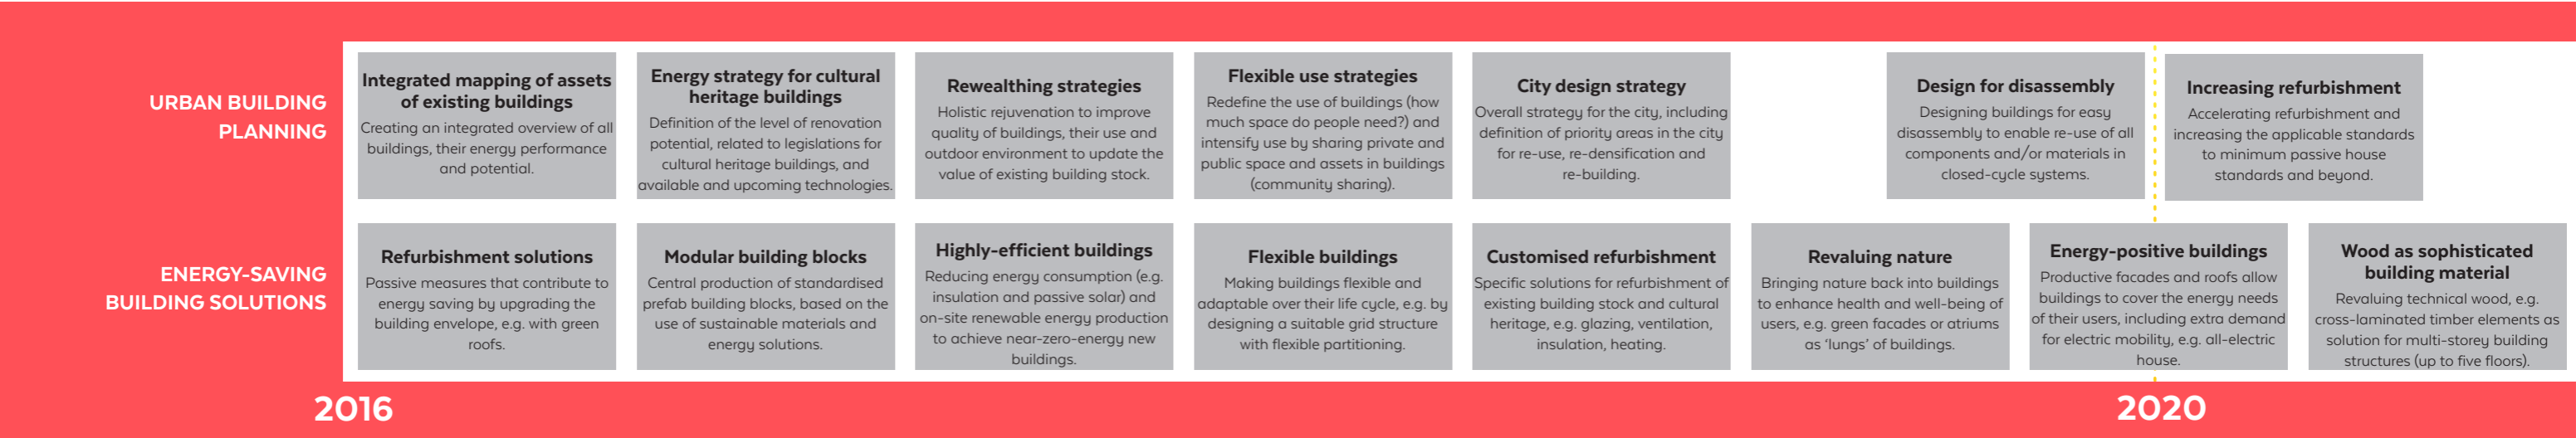 URBAN BUILDING
PLANNING
Integrated mapping of assets
of existing buildings
Creating an integrated overview of all
buildings, their energy performance
and potential.
Energy strategy for cultural
heritage buildings
Definition of the level of renovation
potential, related to legislations for
cultural heritage buildings, and
available and upcoming technologies.
Rewealthing strategies
Holistic rejuvenation to improve
quality of buildings, their use and
outdoor environment to update the
value of existing building stock.
Flexible use strategies
Redefine the use of buildings (how
much space do people need?) and
intensify use by sharing private and
public space and assets in buildings
(community sharing).
City design strategy
Overall strategy for the city, including
definition of priority areas in the city
for re-use, re-densification and
re-building.
Design for disassembly
Designing buildings for easy
disassembly to enable re-use of all
components and/or materials in
closed-cycle systems.
Increasing refurbishment
Accelerating refurbishment and
increasing the applicable standards
to minimum passive house
standards and beyond.
ENERGY-SAVING
BUILDING SOLUTIONS
Refurbishment solutions
Passive measures that contribute to
energy saving by upgrading the
building envelope, e.g. with green
roofs.
Modular building blocks
Central production of standardised
prefab building blocks, based on the
use of sustainable materials and
energy solutions.
Highly-efficient buildings
Reducing energy consumption (e.g.
insulation and passive solar) and
on-site renewable energy production
to achieve near-zero-energy new
buildings.
Flexible buildings
Making buildings flexible and
adaptable over their life cycle, e.g. by
designing a suitable grid structure
with flexible partitioning.
Customised refurbishment
Specific solutions for refurbishment of
existing building stock and cultural
heritage, e.g. glazing, ventilation,
insulation, heating.
Revaluing nature
Bringing nature back into buildings
to enhance health and well-being of
users, e.g. green facades or atriums
as ‘lungs’ of buildings.
Energy-positive buildings
Productive facades and roofs allow
buildings to cover the energy needs
of their users, including extra demand
for electric mobility, e.g. all-electric
house.
Wood as sophisticated
building material
Revaluing technical wood, e.g.
cross-laminated timber elements as
solution for multi-storey building
structures (up to five floors).
2016
2020